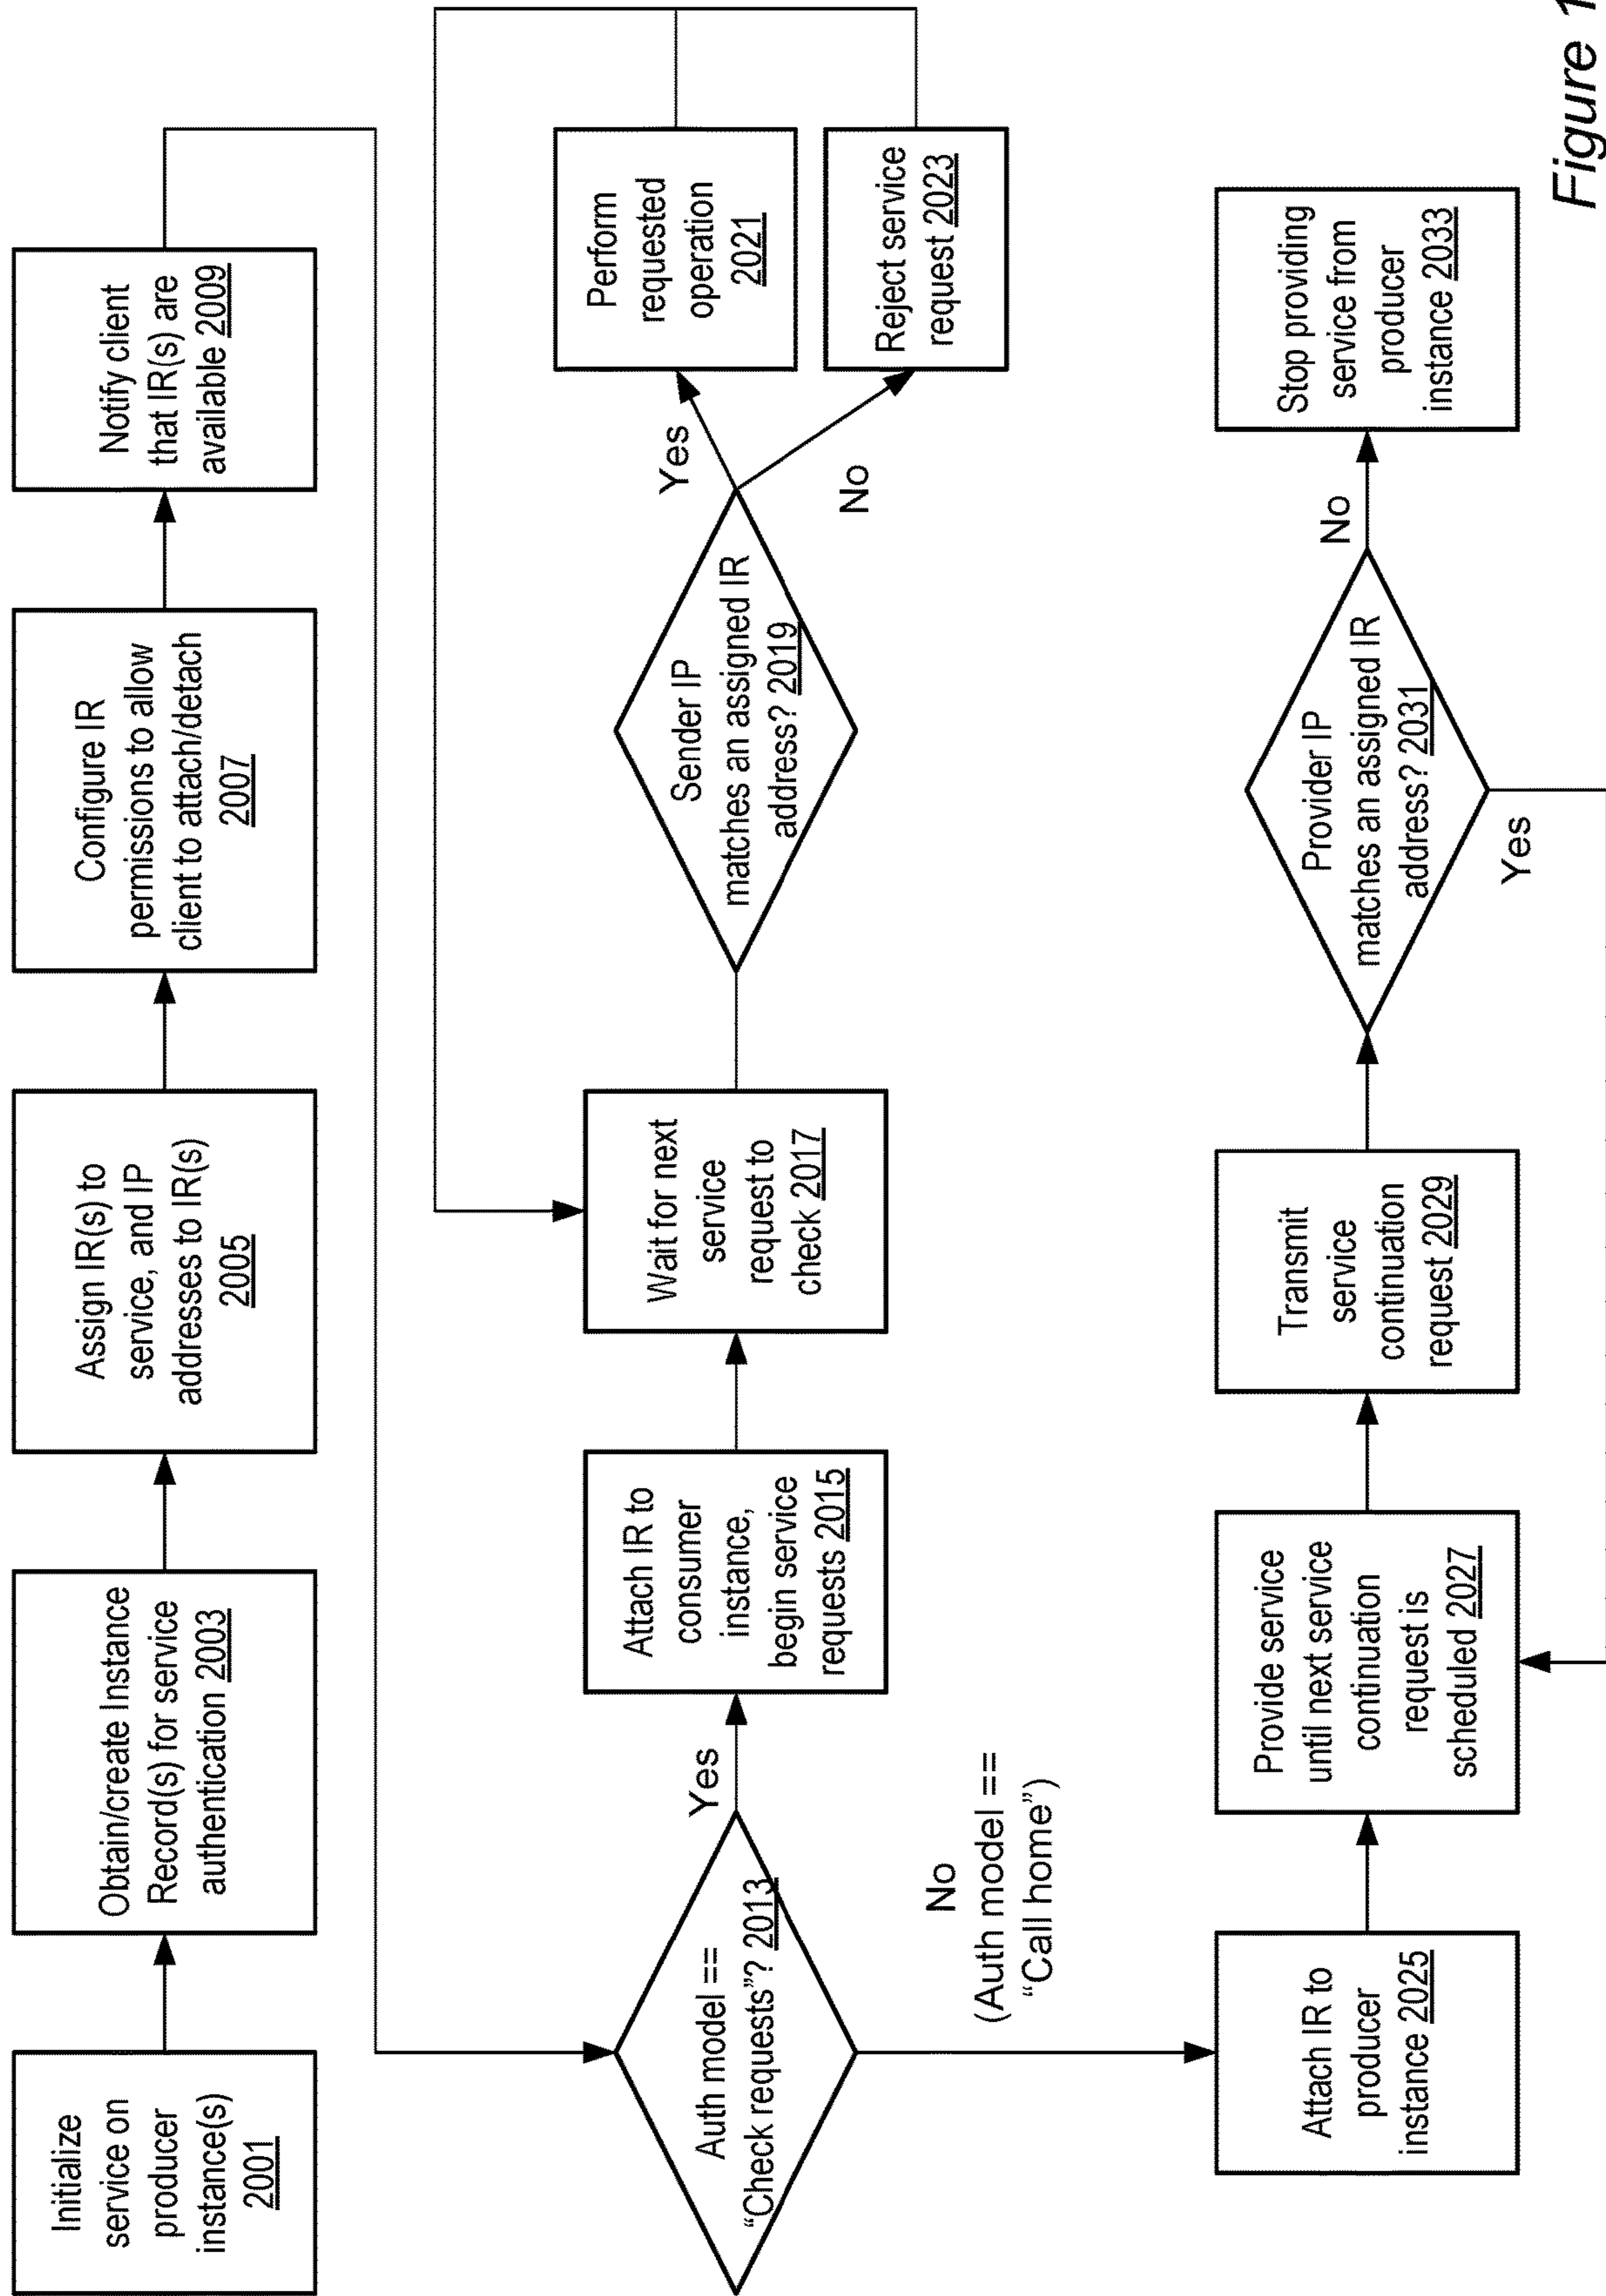 Initialize
service on
producer
instance(s)
2001
Obtain/create Instance
Record(s) for service
authentication 2003
Assign IR(s) to
service, and IP
addresses to IR(s)
2005
Configure IR
permissions to allow
client to attach/detach
2007
Notify client
that IR(s) are
available 2009
Auth model ==
“Check requests”? 2013
Yes
Attach IR to
consumer
instance,
begin service
requests 2015
Wait for next
service
request to
check 2017
Sender IP
matches an assigned IR
address? 2019
Yes
Perform
requested
operation
2021
No
Reject service
request 2023
No
(Auth model ==
“Call home”)
Attach IR to
producer
instance 2025
Provide service
until next service
continuation
request is
scheduled 2027
Transmit
service
continuation
request 2029
Provider IP
matches an assigned IR
address? 2031
No
Stop providing
service from
producer
instance 2033
Yes
Figure 1